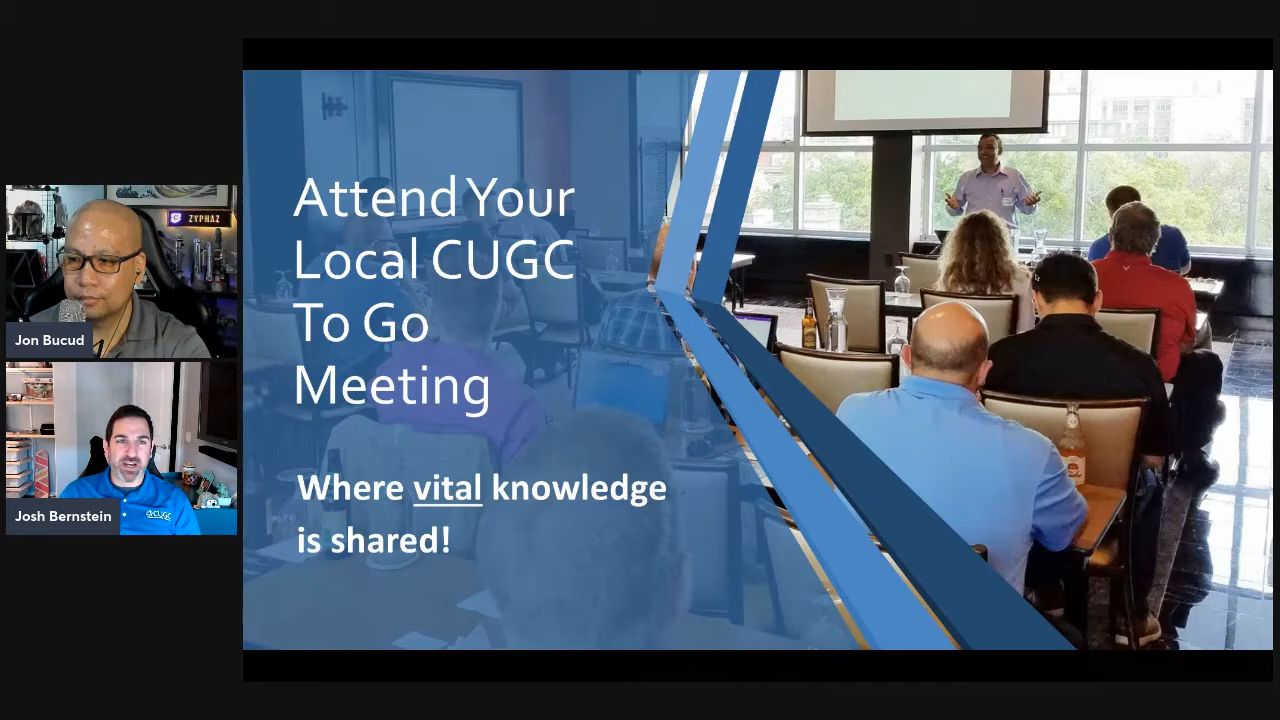 ZYPHAZ
Jon Bucud
CUGC
Josh Bernstein
Attend Your
Local CUGC
To Go
Meeting
Where vital knowledge
is shared!